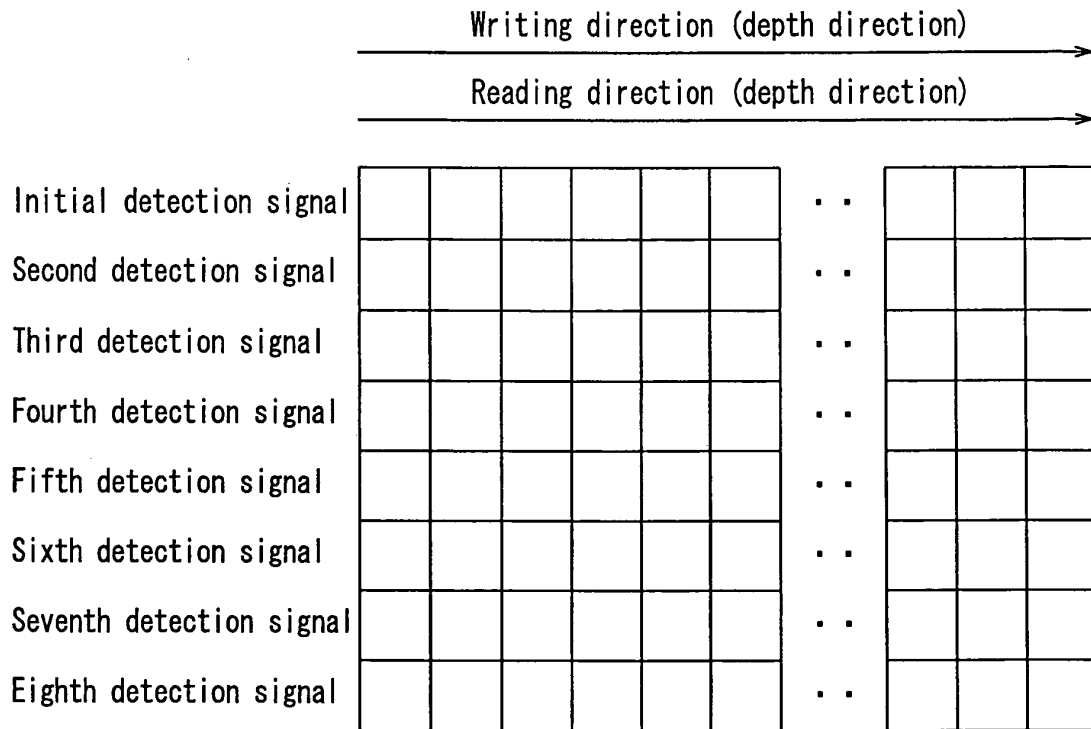 Writing direction (depth direction)
Reading direction (depth direction)
Initial detection signal
Second detection signal
Third detection signal
Fourth detection signal
Fifth detection signal
Sixth detection signal
Seventh detection signal
Eighth detection signal